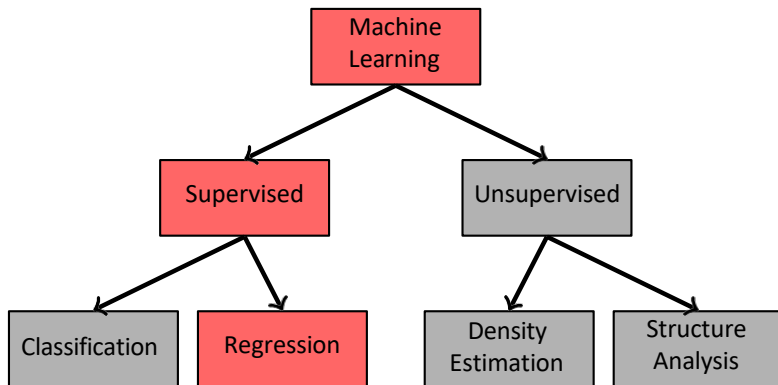 Machine
Learning
Supervised
Unsupervised
Classification
Regression
Density
Estimation
Structure
Analysis